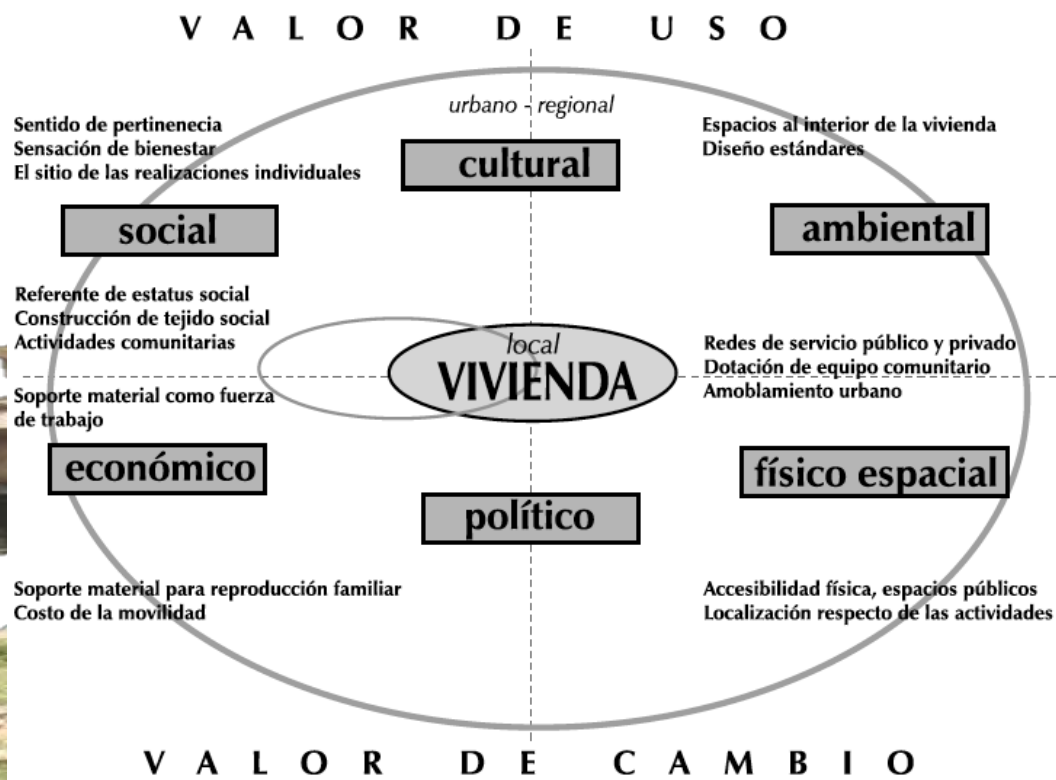 VALOR DE USO
urbano - regional
Sentido de pertinenecia
Sensación de bienestar
El sitio de las realizaciones individuales
cultural
Espacios al interior de la vivienda
Diseño estándares
social
ambiental
Referente de estatus social
Construcción de tejido social
Actividades comunitarias
local
VIVIENDA
Redes de servicio público y privado
Dotación de equipo comunitario
Amoblamiento urbano
Soporte material como fuerza
de trabajo
económico
político
físico espacial
Soporte material para reproducción familiar
Costo de la movilidad
Accesibilidad física, espacios públicos
Localización respecto de las actividades
VALOR DE CAMBIO